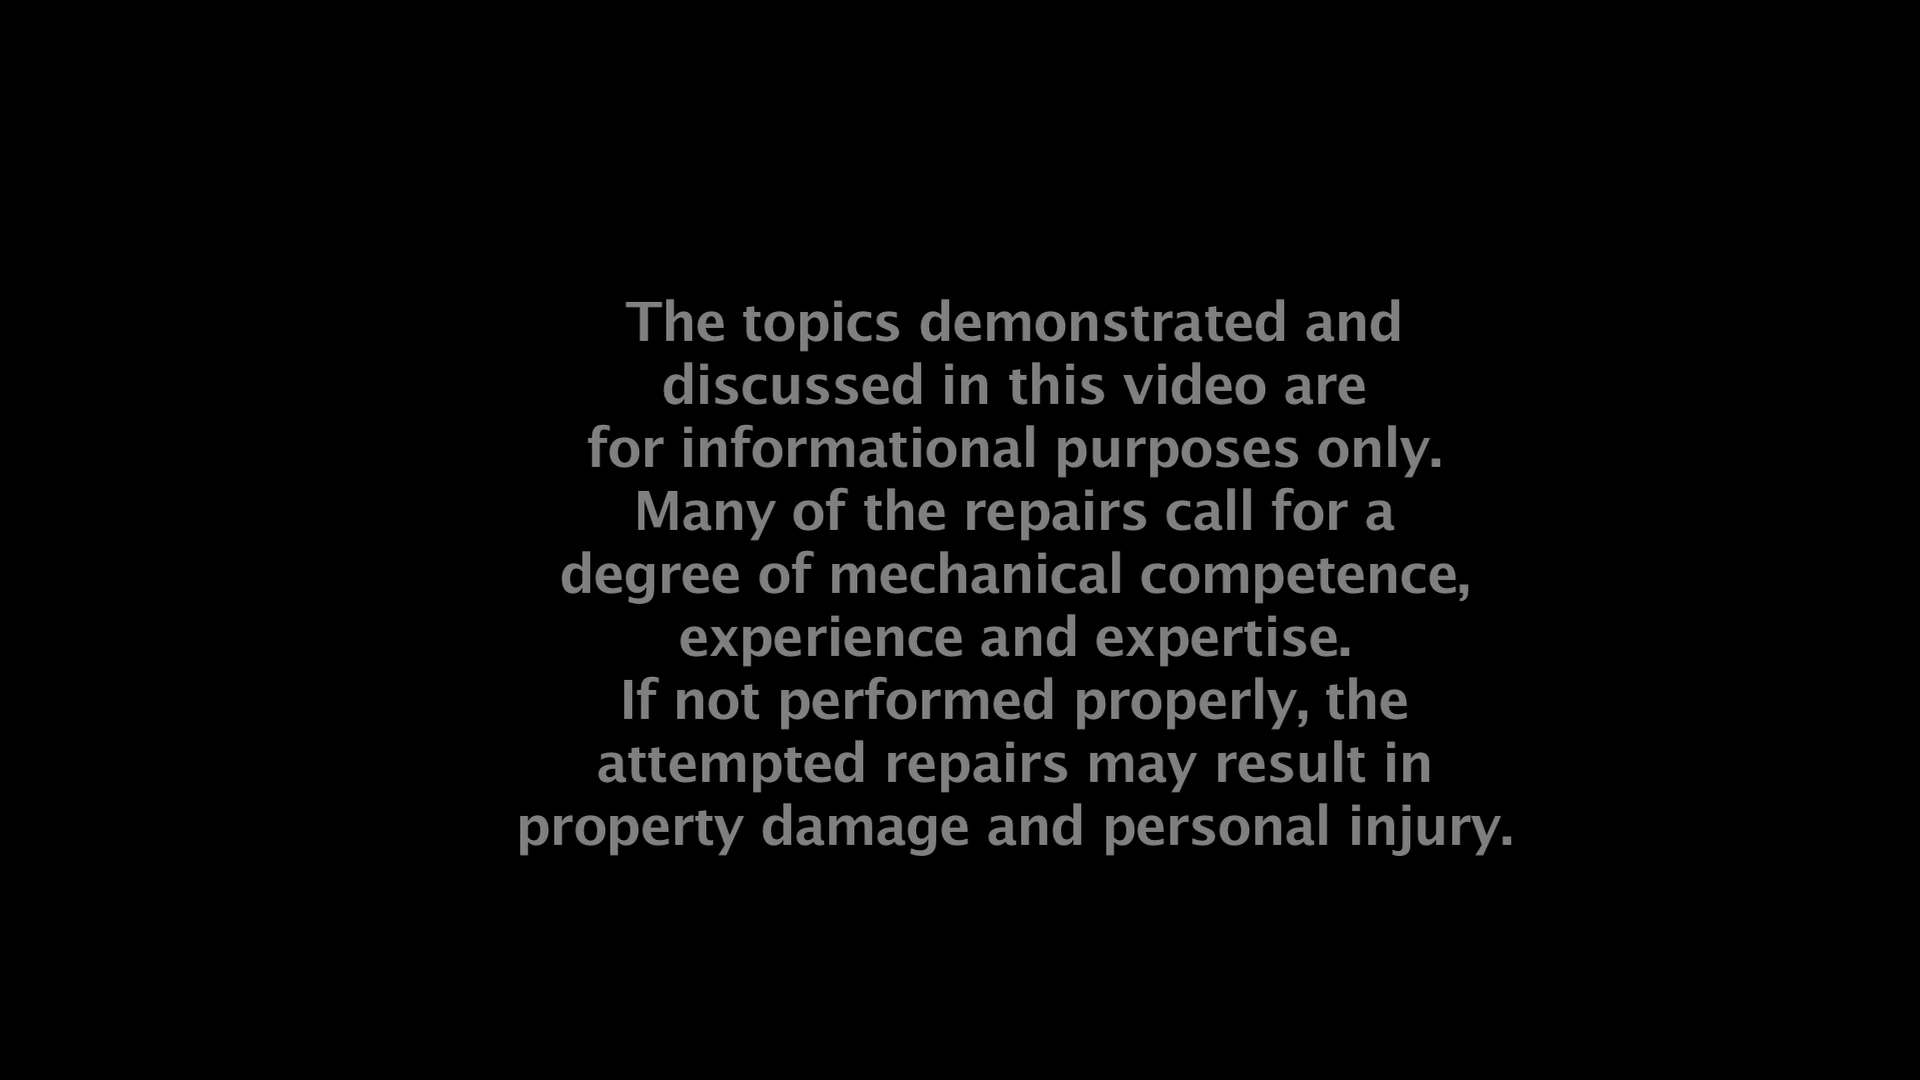 The topics demonstrated and
discussed in this video are
for informational purposes only.
Many of the repairs call for a
degree of mechanical competence,
experience and expertise.
If not performed properly, the
attempted repairs may result in
property damage and personal injury.